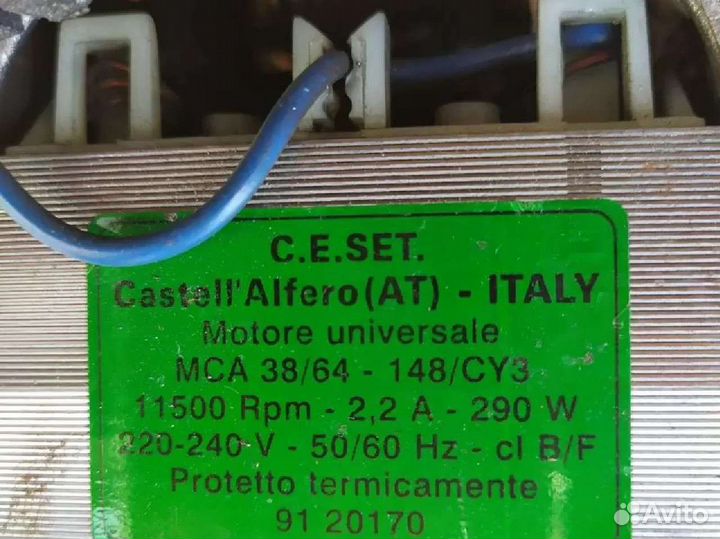 C.E.SET.
Castell'Alfero (AT) - ITALY
Motore universale
MCA 38/64 - 148/CY3
11500 Rpm - 2,2 A - 290 W
220-240 V - 50/60 Hz - cl B/F
Protetto termicamente
91 20170
Avito